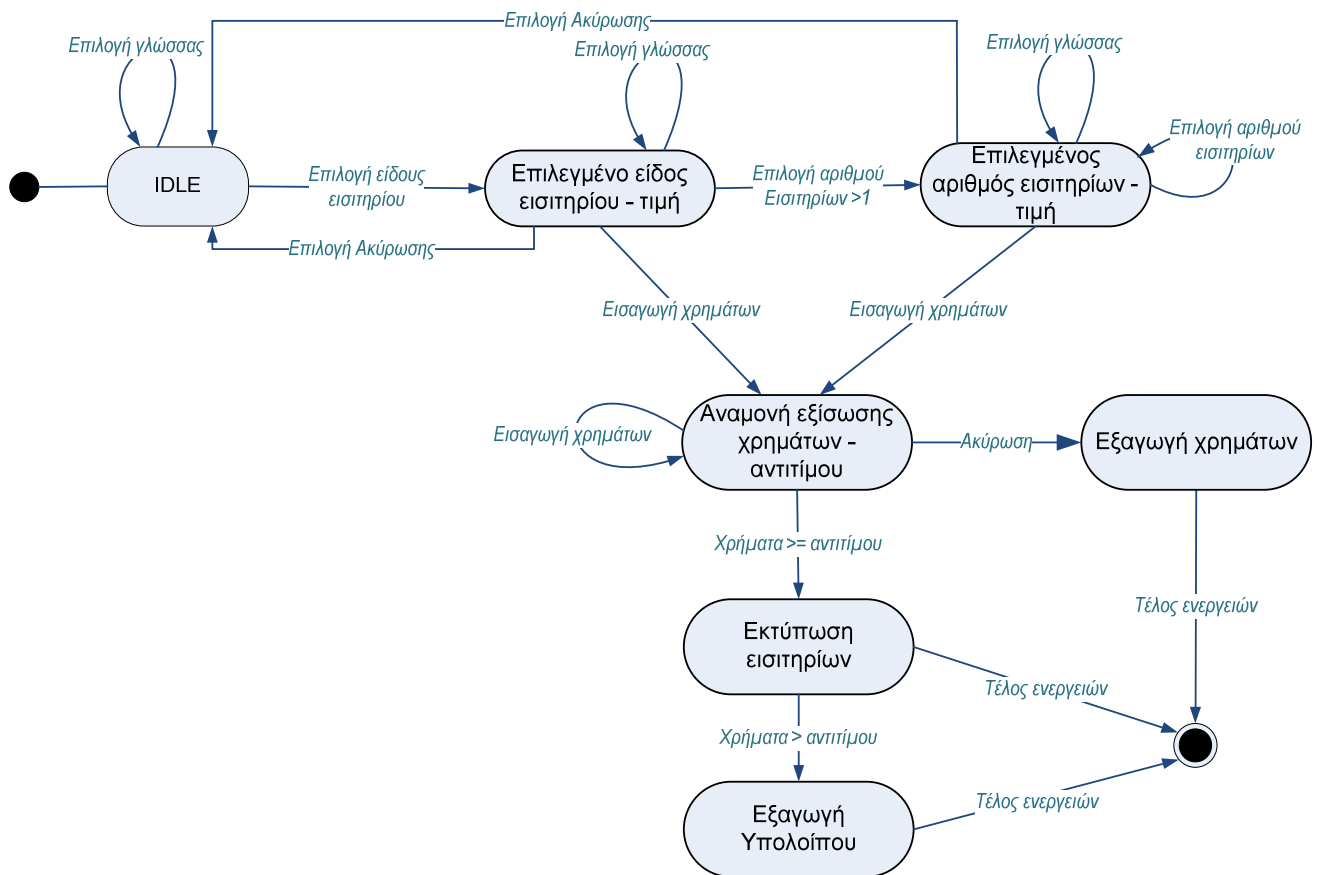 Επιλογή Ακύρωσης
Επιλογή γλώσσας
Επιλογή γλώσσας
Επιλογή γλώσσας
Επιλογή αριθμού
εισιτηρίων
IDLE
Επιλογή είδους
εισιτηρίου
Επιλεγμένο είδος
εισιτηρίου - τιμή
Επιλογή αριθμού
Εισιτηρίων >1
Επιλεγμένος
αριθμός εισιτηρίων -
τιμή
Επιλογή Ακύρωσης
Εισαγωγή χρημάτων
Εισαγωγή χρημάτων
Εισαγωγή χρημάτων
Αναμονή εξίσωσης
χρημάτων -
αντιτίμου
Ακύρωση
Εξαγωγή χρημάτων
Χρήματα >= αντιτίμου
Τέλος ενεργειών
Εκτύπωση
εισιτηρίων
Τέλος ενεργειών
Χρήματα > αντιτίμου
Εξαγωγή
Υπολοίπου
Τέλος ενεργειών